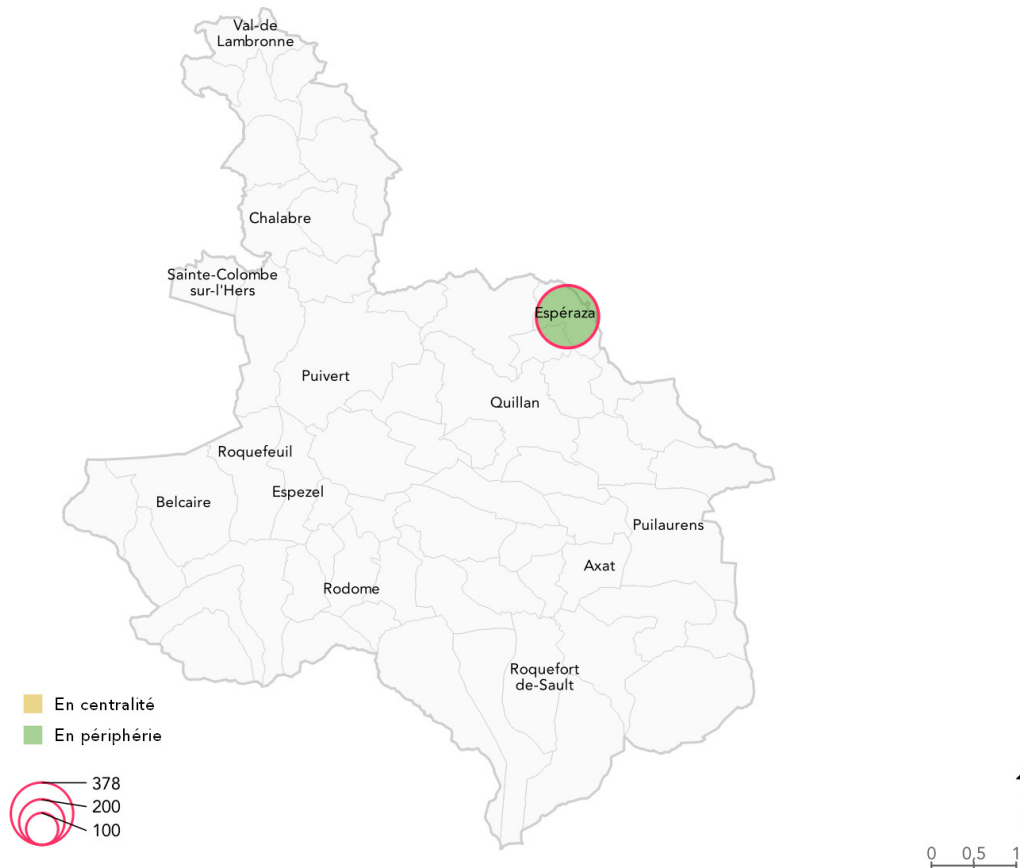 Val-de
Lambronne
Chalabre
Sainte-Colombe
sur-l'Hers
Espéraza
Puivert
Quillan
Roquefeuil
Espezel
Belcaire
Puilaurens
Axat
Rodome
Roquefort
de-Sault
En centralité
En périphérie
378
200
100
0 0,5 1